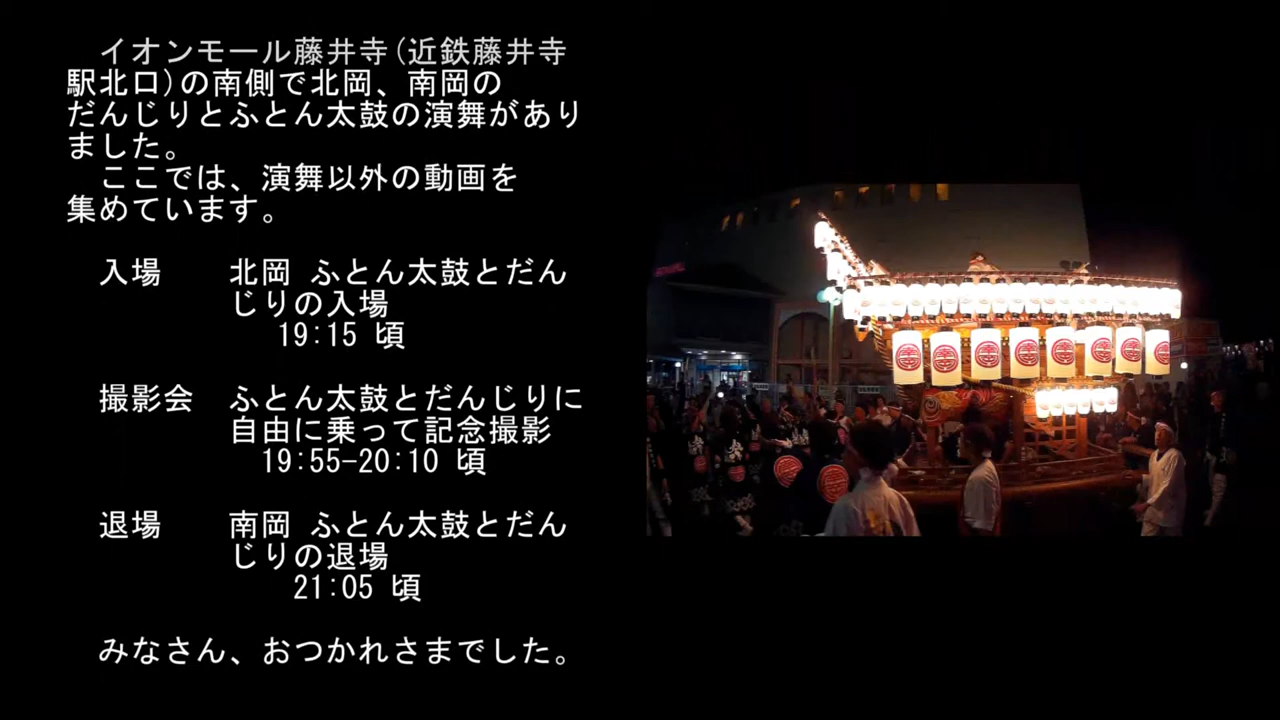 イオンモール藤井寺(近鉄藤井寺
駅北口)の南側で北岡、南岡の
だんじりとふとん太鼓の演舞があり
ました。
ここでは、演舞以外の動画を
集めています。
入場 北岡 ふとん太鼓とだん
じりの入場
19:15 頃
撮影会 ふとん太鼓とだんじりに
自由に乗って記念撮影
19:55-20:10 頃
退場 南岡 ふとん太鼓とだん
じりの退場
21:05 頃
みなさん、おつかれさまでした。